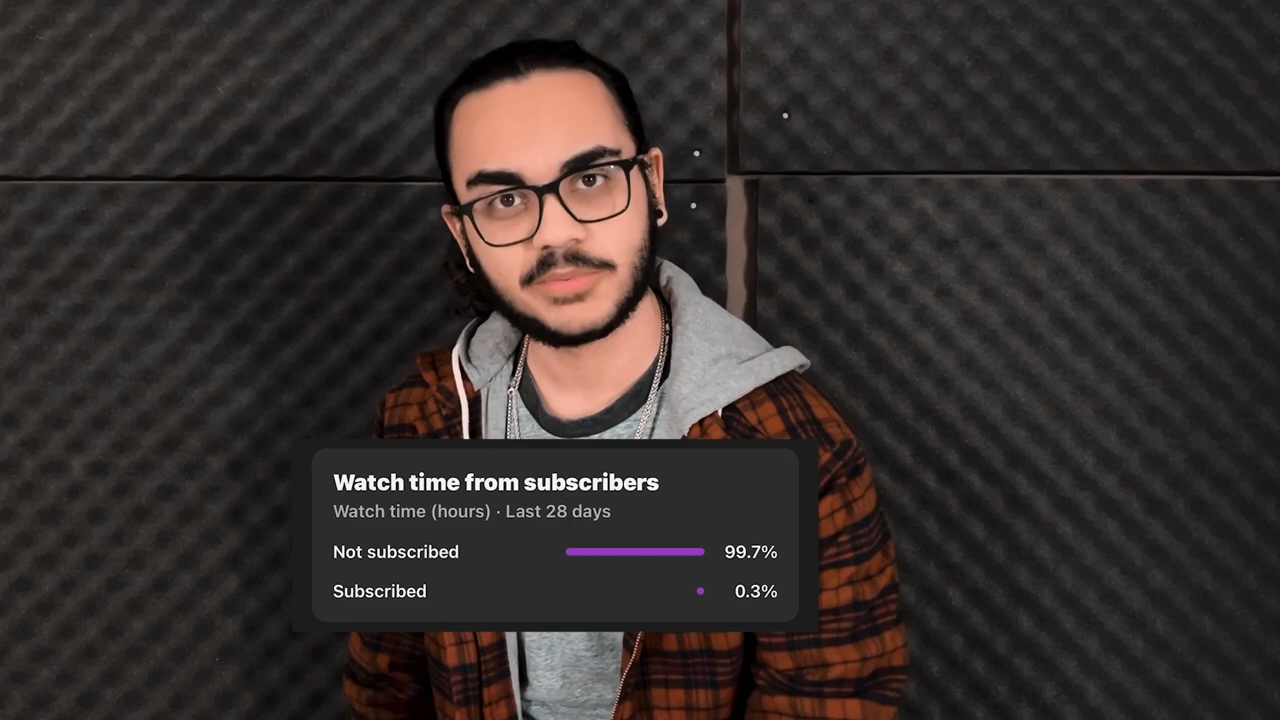 Watch time from subscribers
Watch time (hours) · Last 28 days
Not subscribed 99.7%
Subscribed 0.3%